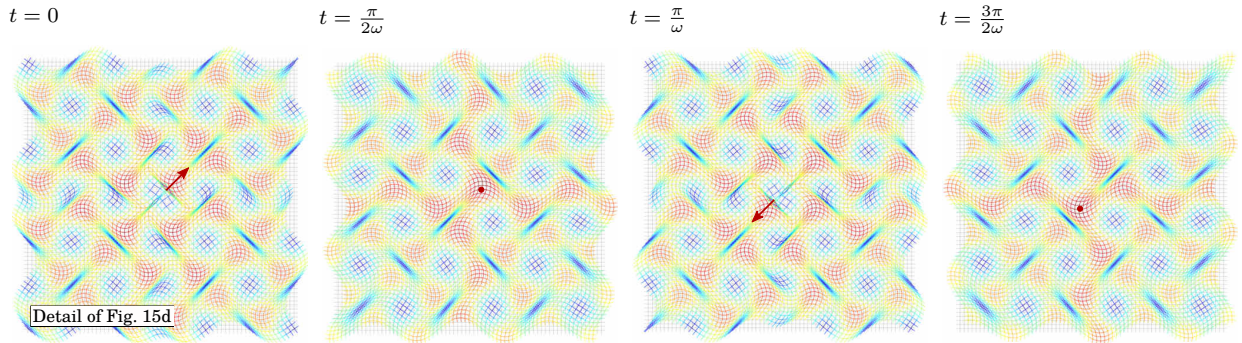 t = 0
t = π/2ω
t = π/ω
t = 3π/2ω
Detail of Fig. 15d